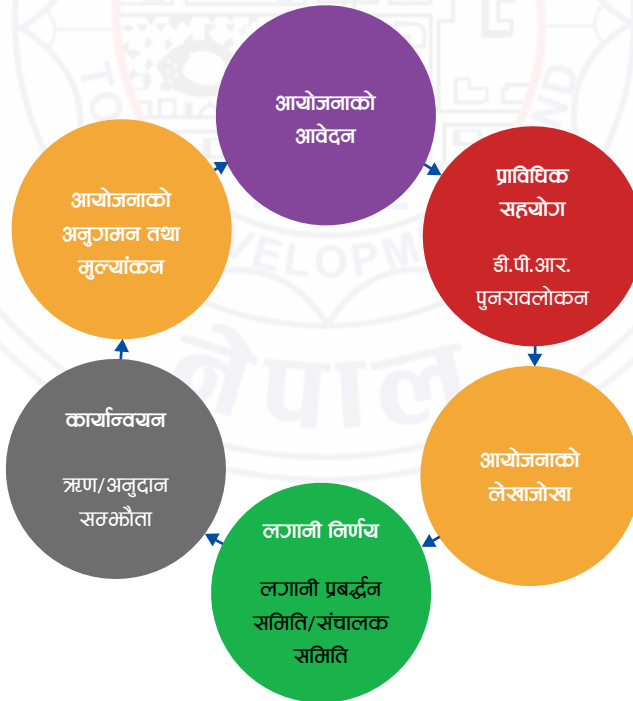 आयोजनाको
आवेदन
प्राविधिक
सहयोग
डी.पी.आर.
पुनरावलोकन
आयोजनाको
लेखाजोखा
लगानी निर्णय
लगानी प्रबर्द्धन
समिति/संचालक
समिति
कार्यान्वयन
ऋण/अनुदान
सम्झौता
आयोजनाको
अनुगमन तथा
मुल्यांकन
नेपाल